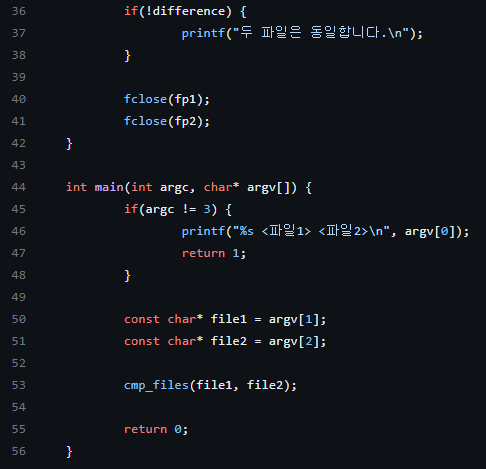 36 if(!difference) {
37 printf("두 파일은 동일합니다.\n");
38 }
39
40 fclose(fp1);
41 fclose(fp2);
42 }
43
44 int main(int argc, char* argv[]) {
45 if(argc != 3) {
46 printf("%s <파일1> <파일2>\n", argv[0]);
47 return 1;
48 }
49
50 const char* file1 = argv[1];
51 const char* file2 = argv[2];
52
53 cmp_files(file1, file2);
54
55 return 0;
56 }